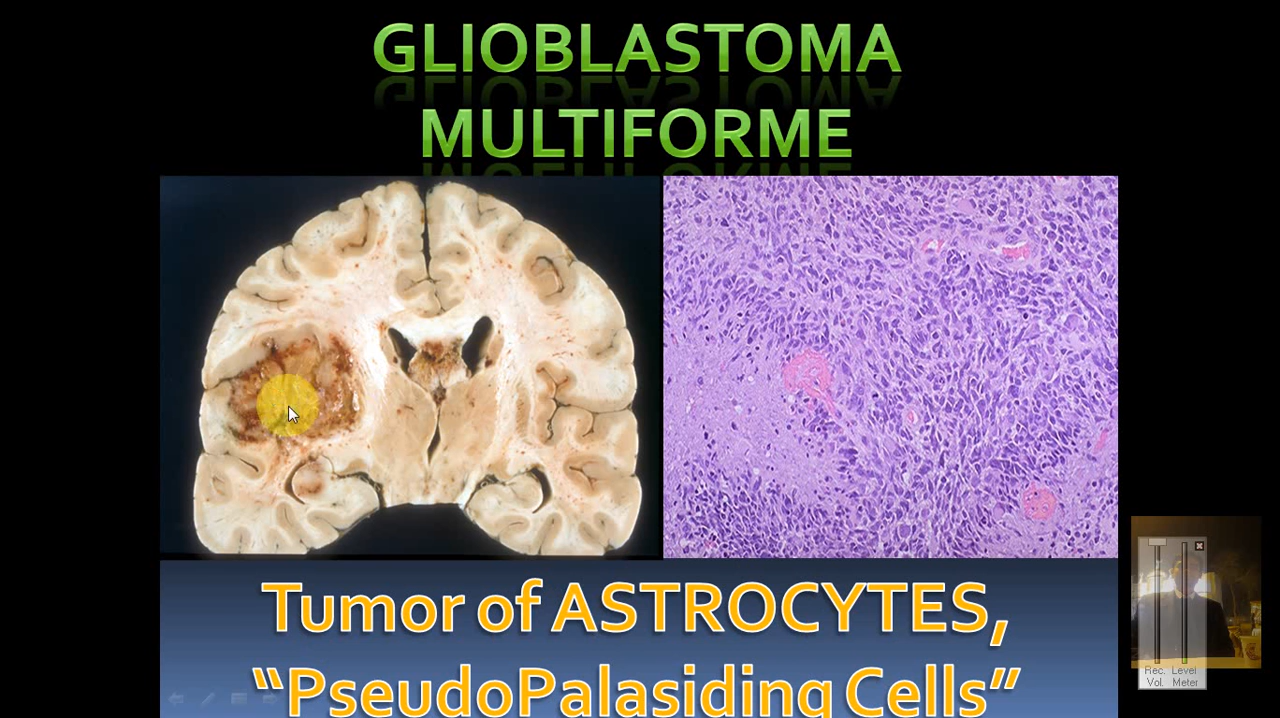 GLIOBLASTOMA
MULTIFORME
Tumor of ASTROCYTES,
“PseudoPalasiding Cells”
Rec. Level
Vol. Meter